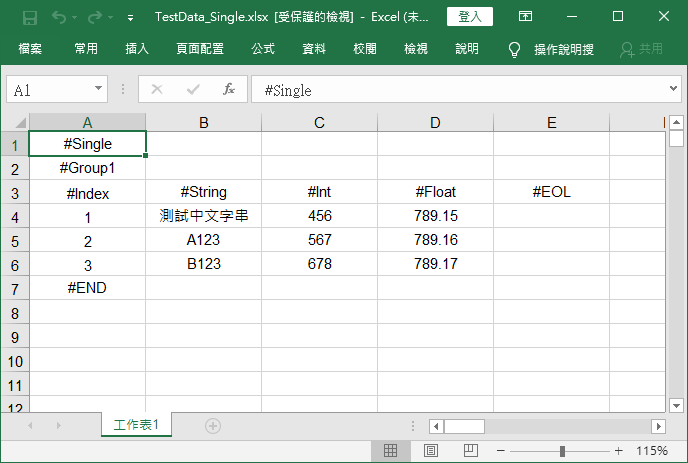 TestData_Single.xlsx [受保護的檢視] - Excel (未...
登入
檔案 常用 插入 頁面配置 公式 資料 校閱 檢視 說明 操作說明搜 共用
A1 fx #Single
A B C D E
1 #Single
2 #Group1
3 #Index #String #Int #Float #EOL
4 1 測試中文字串 456 789.15
5 2 A123 567 789.16
6 3 B123 678 789.17
7 #END
8
9
10
11
12
工作表1
115%